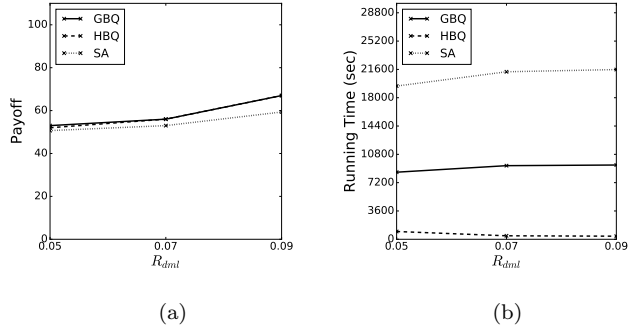 GBQ
HBQ
SA
100
80
60
40
20
0
Payoff
0.05
0.07
0.09
R_dml
(a)
GBQ
HBQ
SA
28800
25200
21600
18000
14400
10800
7200
3600
0
Running Time (sec)
0.05
0.07
0.09
R_dml
(b)